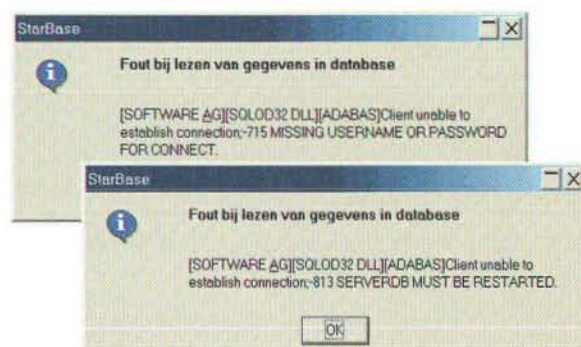 StarBase
Fout bij lezen van gegevens in database
[SOFTWARE AG][SQLOD32 DLL][ADABAS]Client unable to
establish connection;-715 MISSING USERNAME OR PASSWORD
FOR CONNECT.
StarBase
Fout bij lezen van gegevens in database
[SOFTWARE AG][SQLOD32 DLL][ADABAS]Client unable to
establish connection;-813 SERVERDB MUST BE RESTARTED.
OK